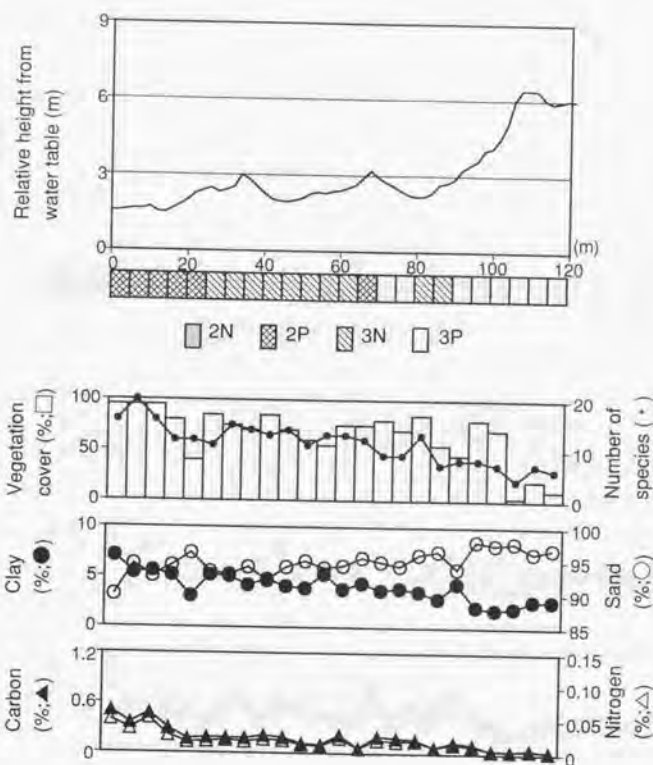 Relative height from
water table (m)
9
6
3
0
(m)
0 20 40 60 80 100 120
2N 2P 3N 3P
Vegetation
cover (%;□)
100
50
0
20
10
0
Number of
species (•)
Clay
(%;●)
10
5
0
100
95
90
85
Sand
(%;○)
Carbon
(%;▲)
1.2
0.6
0
0.15
0.10
0.05
0
Nitrogen
(%;△)